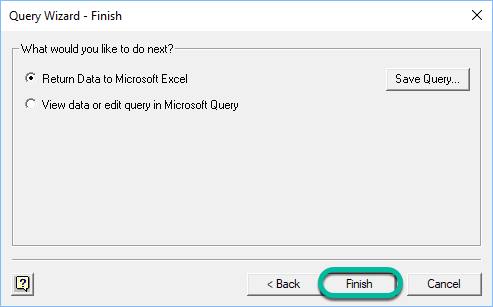 Query Wizard - Finish
What would you like to do next?
Return Data to Microsoft Excel
Save Query...
View data or edit query in Microsoft Query
?
< Back
Finish
Cancel